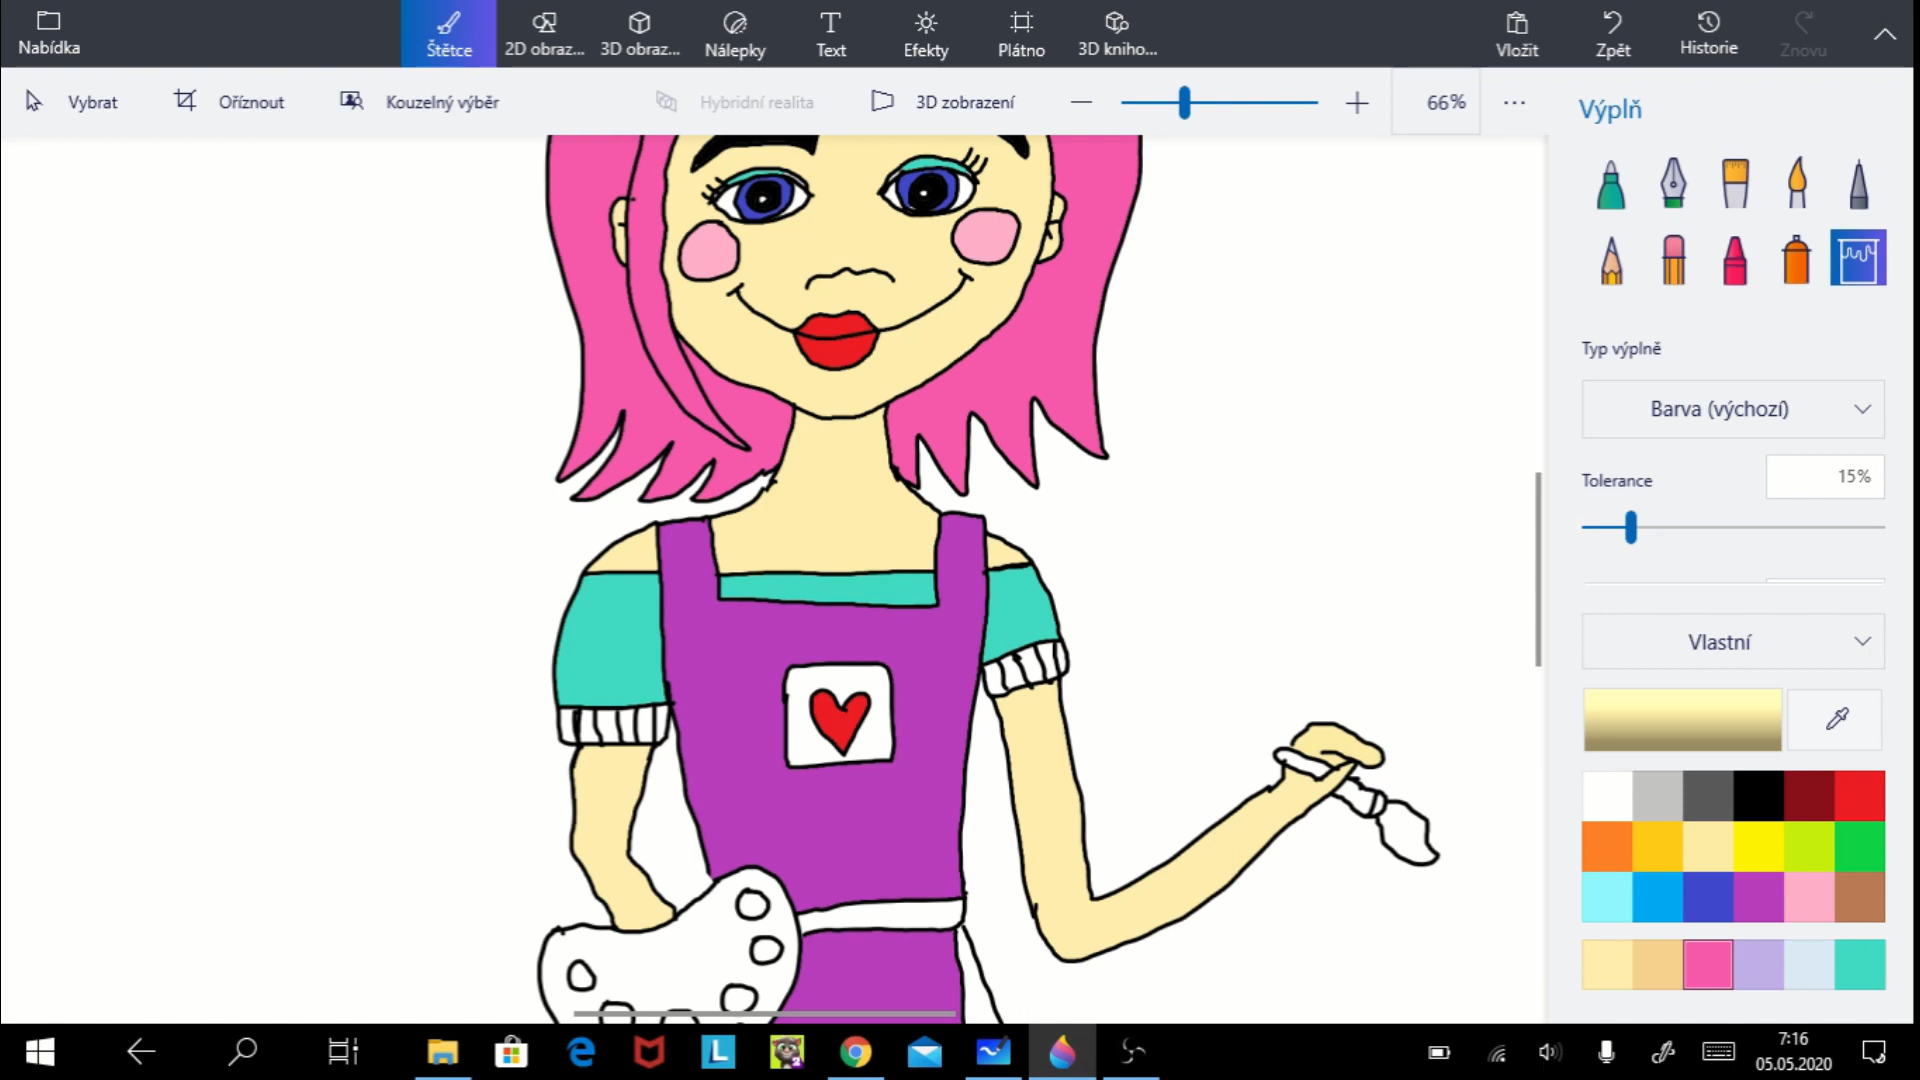 Nabídka
Štětce
2D obraz...
3D obraz...
Nálepky
Text
Efekty
Plátno
3D kniho...
Vložit
Zpět
Historie
Znovu
Vybrat
Oříznout
Kouzelný výběr
Hybridní realita
3D zobrazení
66%
Výplň
Typ výplně
Barva (výchozí)
Tolerance
15%
Vlastní
L
2
7:16
05.05.2020